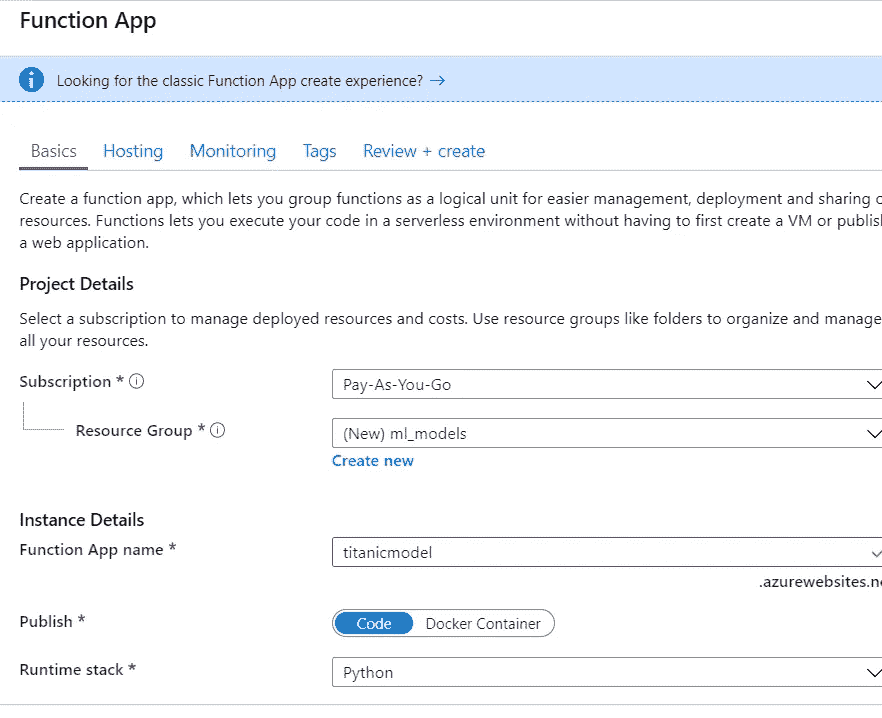 Function App
Looking for the classic Function App create experience? →
Basics Hosting Monitoring Tags Review + create
Create a function app, which lets you group functions as a logical unit for easier management, deployment and sharing
resources. Functions lets you execute your code in a serverless environment without having to first create a VM or
a web application.
Project Details
Select a subscription to manage deployed resources and costs. Use resource groups like folders to organize and manage
all your resources.
Subscription * Pay-As-You-Go
Resource Group * (New) ml_models
Create new
Instance Details
Function App name * titanicmodel
.azurewebsites.
Publish * Code Docker Container
Runtime stack * Python